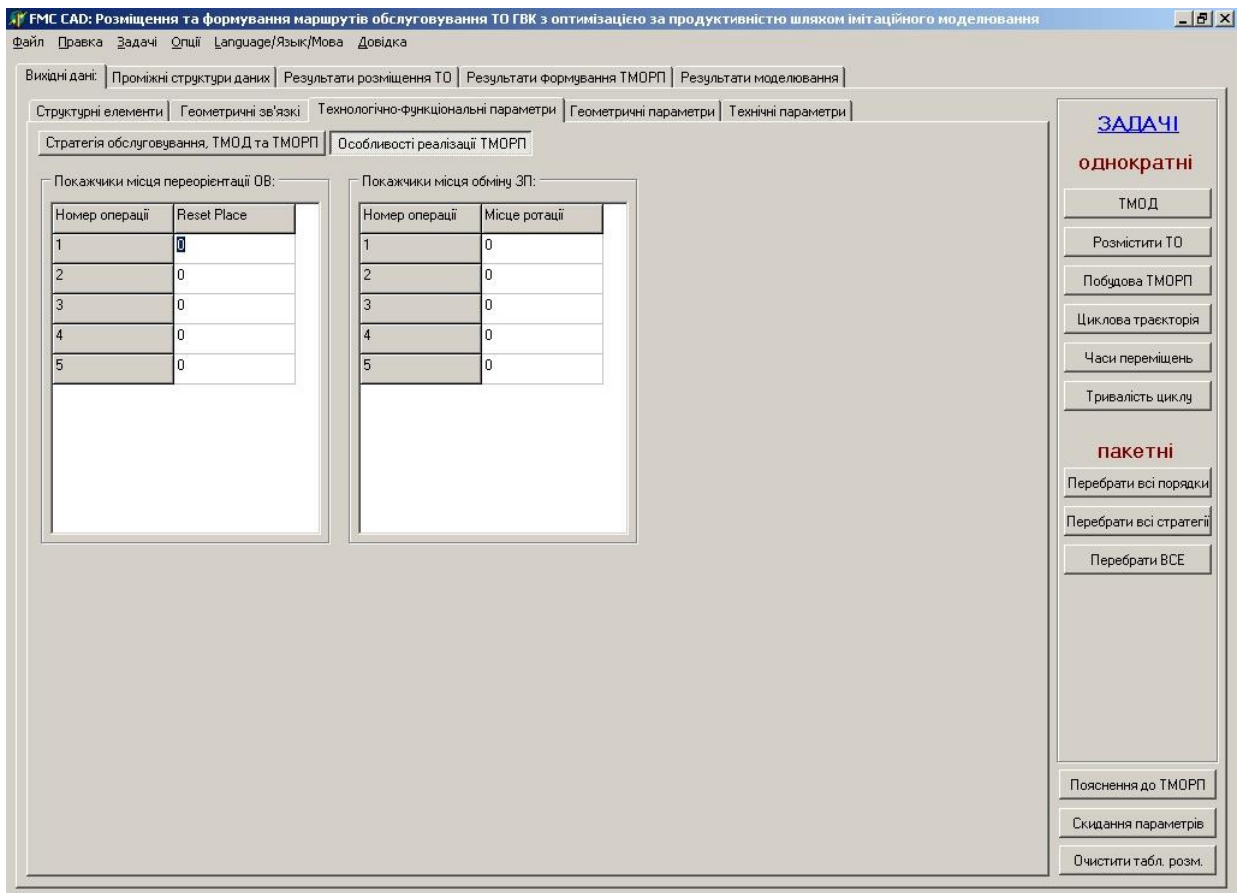 FMC CAD: Розміщення та формування маршрутів обслуговування ТО ГВК з оптимізацією за продуктивністю шляхом імітаційного моделювання
Файл Правка Задачі Опції Language/Язык/Мова Довідка
Вихідні дані: Проміжні структури даних Результати розміщення ТО Результати формування ТМОРП Результати моделювання
Структурні елементи Геометричні зв'язкі Технологічно-функціональні параметри Геометричні параметри Технічні параметри
Стратегія обслуговування, ТМОД та ТМОРП Особливості реалізації ТМОРП
Покажчики місця переорієнтації ОВ:
Номер операції Reset Place
1 0
2 0
3 0
4 0
5 0
Покажчики місця обміну ЗП:
Номер операції Місце ротації
1 0
2 0
3 0
4 0
5 0
ЗАДАЧІ
однократні
ТМОД
Розмістити ТО
Побудова ТМОРП
Циклова траєкторія
Часи переміщень
Тривалість циклу
пакетні
Перебрати всі порядки
Перебрати всі стратегії
Перебрати ВСЕ
Пояснення до ТМОРП
Скидання параметрів
Очистити табл. розм.